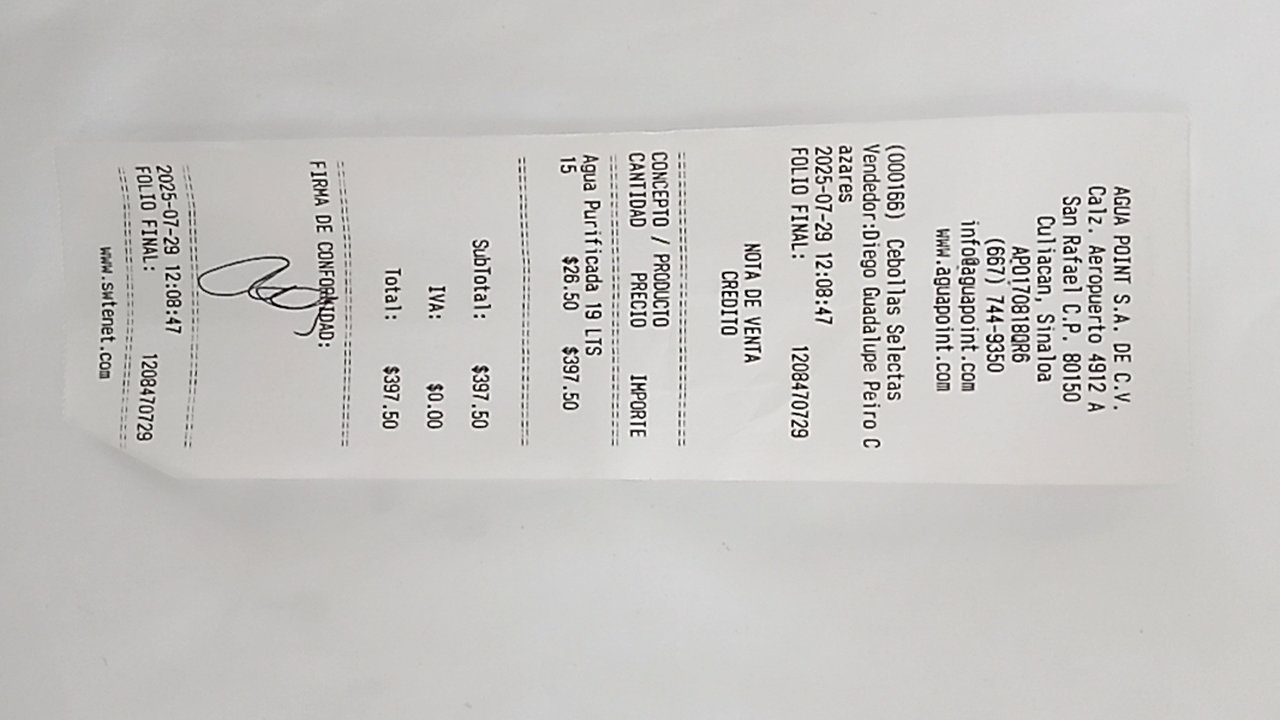 AGUA POINT S.A. DE C.V.
Calz. Aeropuerto 4912 A
San Rafael C.P. 80150
Culiacan, Sinaloa
APO170818QR6
(667) 744-9350
info@aguapoint.com
www.aguapoint.com
(000166) Cebollas Selectas
Vendedor:Diego Guadalupe Peiro C
azares
2025-07-29 12:08:47
FOLIO FINAL: 1208470729
NOTA DE VENTA
CREDITO
================================
CONCEPTO / PRODUCTO
CANTIDAD PRECIO IMPORTE
================================
Agua Purificada 19 LTS
15 $26.50 $397.50
================================
SubTotal: $397.50
IVA: $0.00
Total: $397.50
================================
FIRMA DE CONFORMIDAD:
================================
2025-07-29 12:08:47
FOLIO FINAL: 1208470729
================================
www.swtenet.com